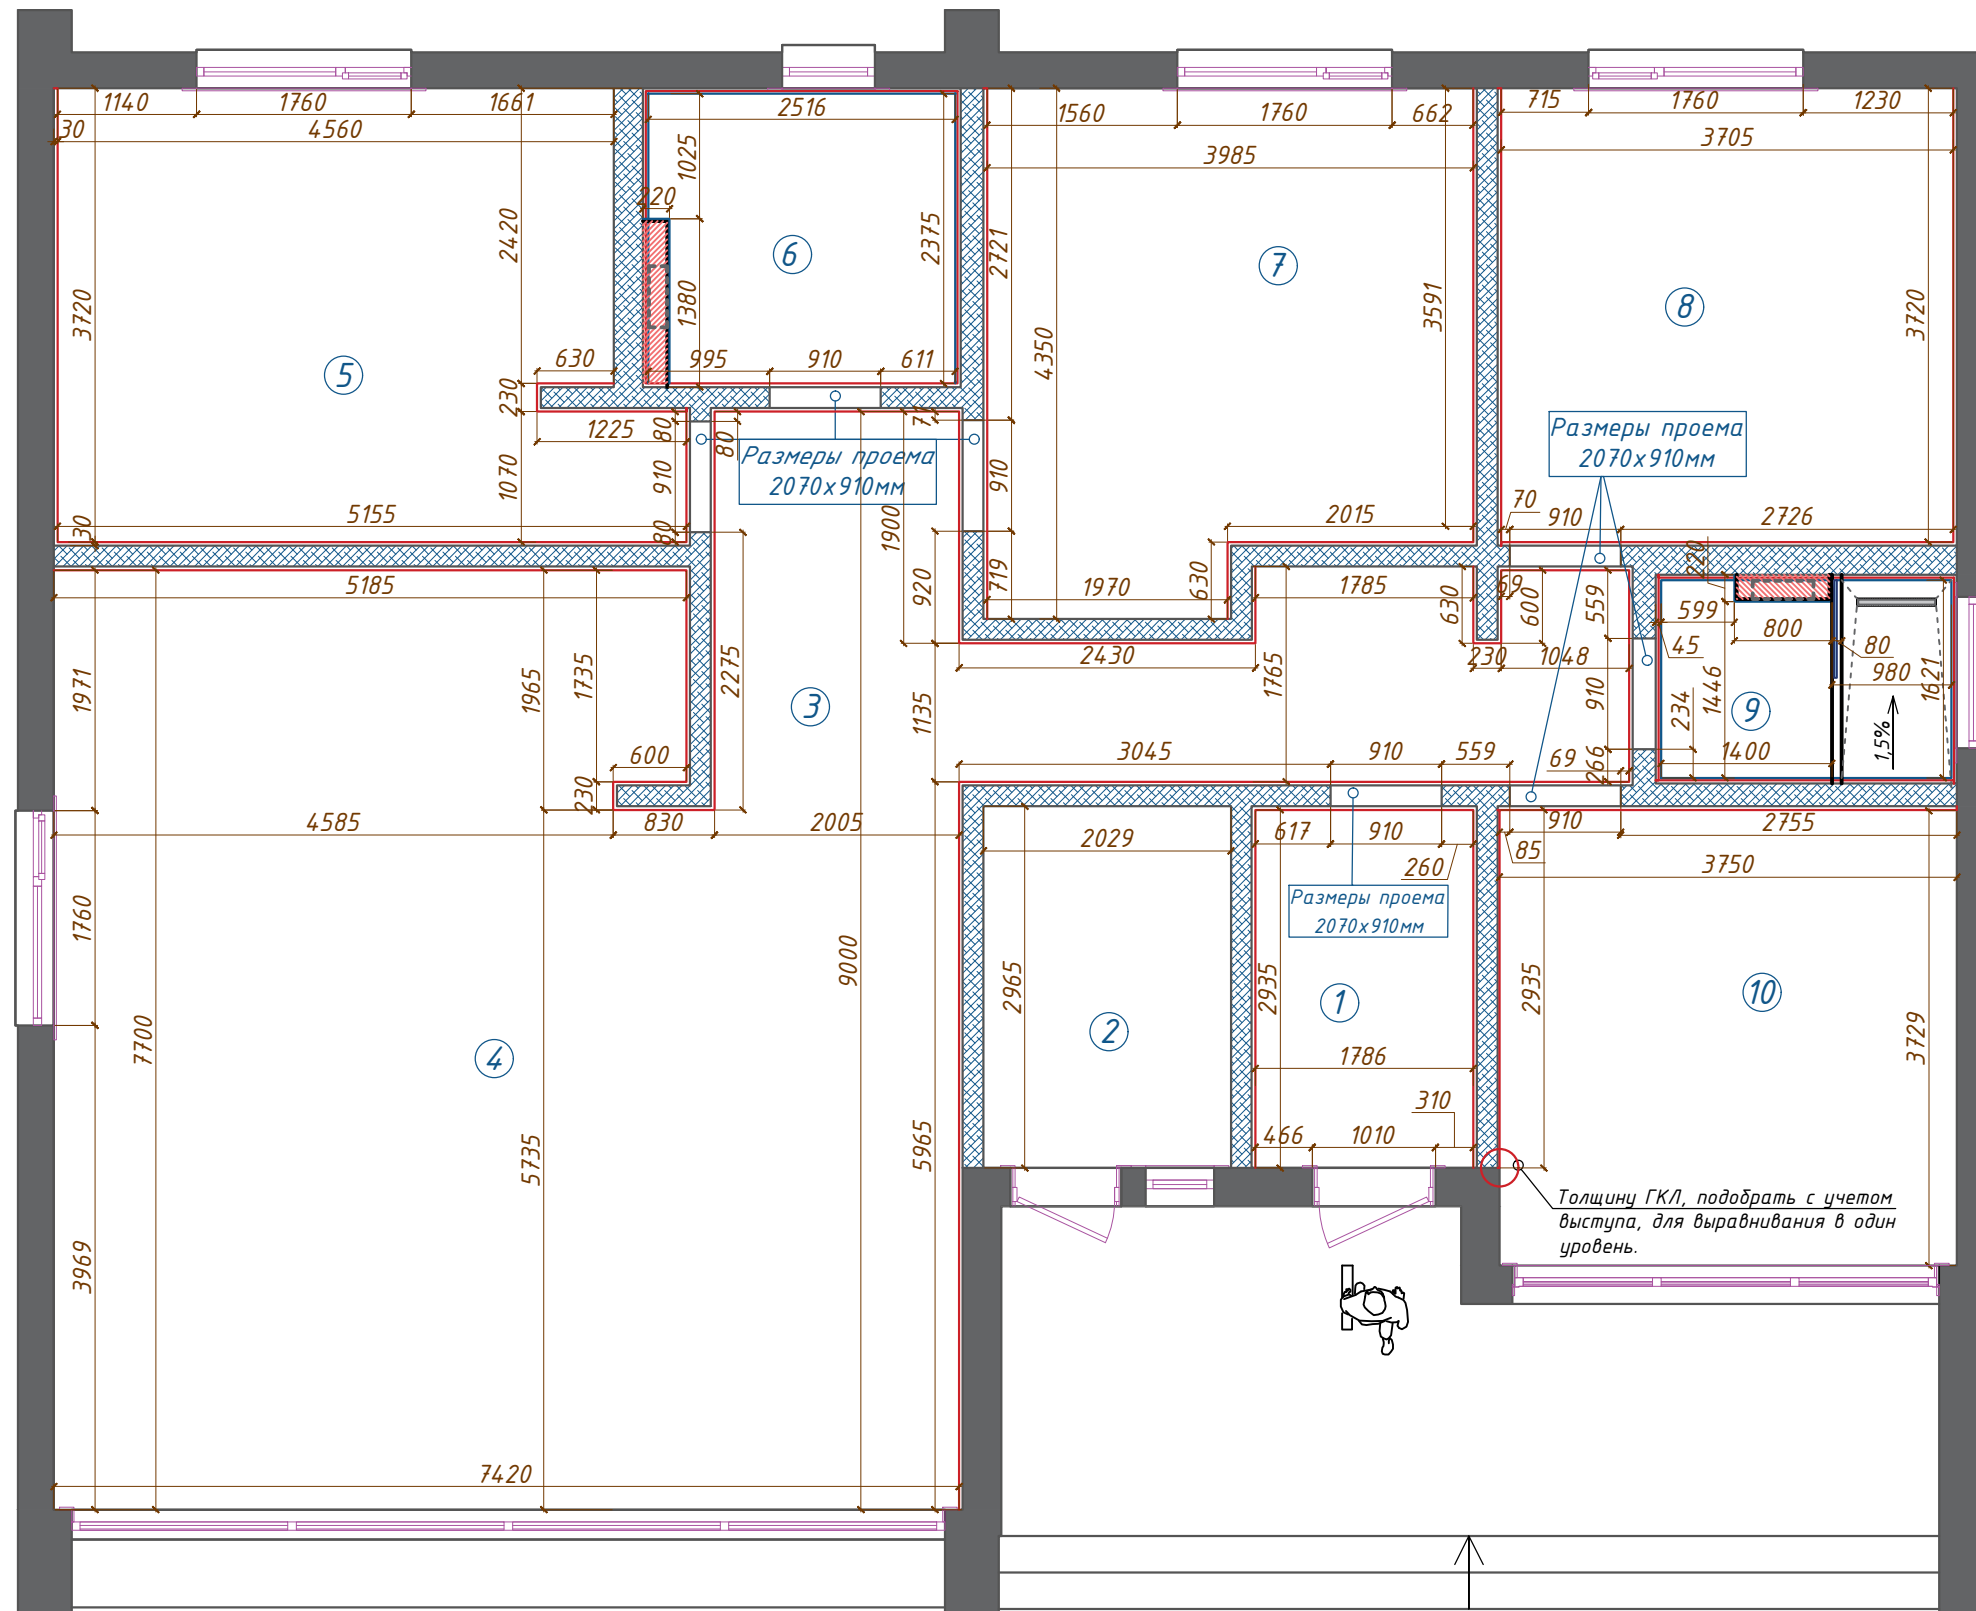 1140 1760 1661 2516 1560 1760 662 715 1760 1230
30 4560 3985 3705
3720 2420 1025 220 2375 2721 4350 3591 3720
1380
5 6 7 8
630 995 910 611
230 1225 80 80 71
Размеры проема
2070х910мм
Размеры проема
2070х910мм
1070 910 80 1900 910
30 5155 2015 70 910 2726
5185 1970 630 1785 630 69 600 559 220
719 920
599 800 45 80 980
1971 1965 1735 2275 2430 1765 230 1048 910 234 1446 1621
3 9
1135 1,5%
600 3045 910 559 69 266 1400
230
4585 830 2005 2029 617 910 260 85 910 2755
3750
Размеры проема
2070х910мм
1760 7700 9000 2965 2935 2935 3729
4 2 1 10
1786
310
3969 5735 5965 466 1010
Толщину ГКЛ, подобрать с учетом
выступа, для выравнивания в один
уровень.
7420